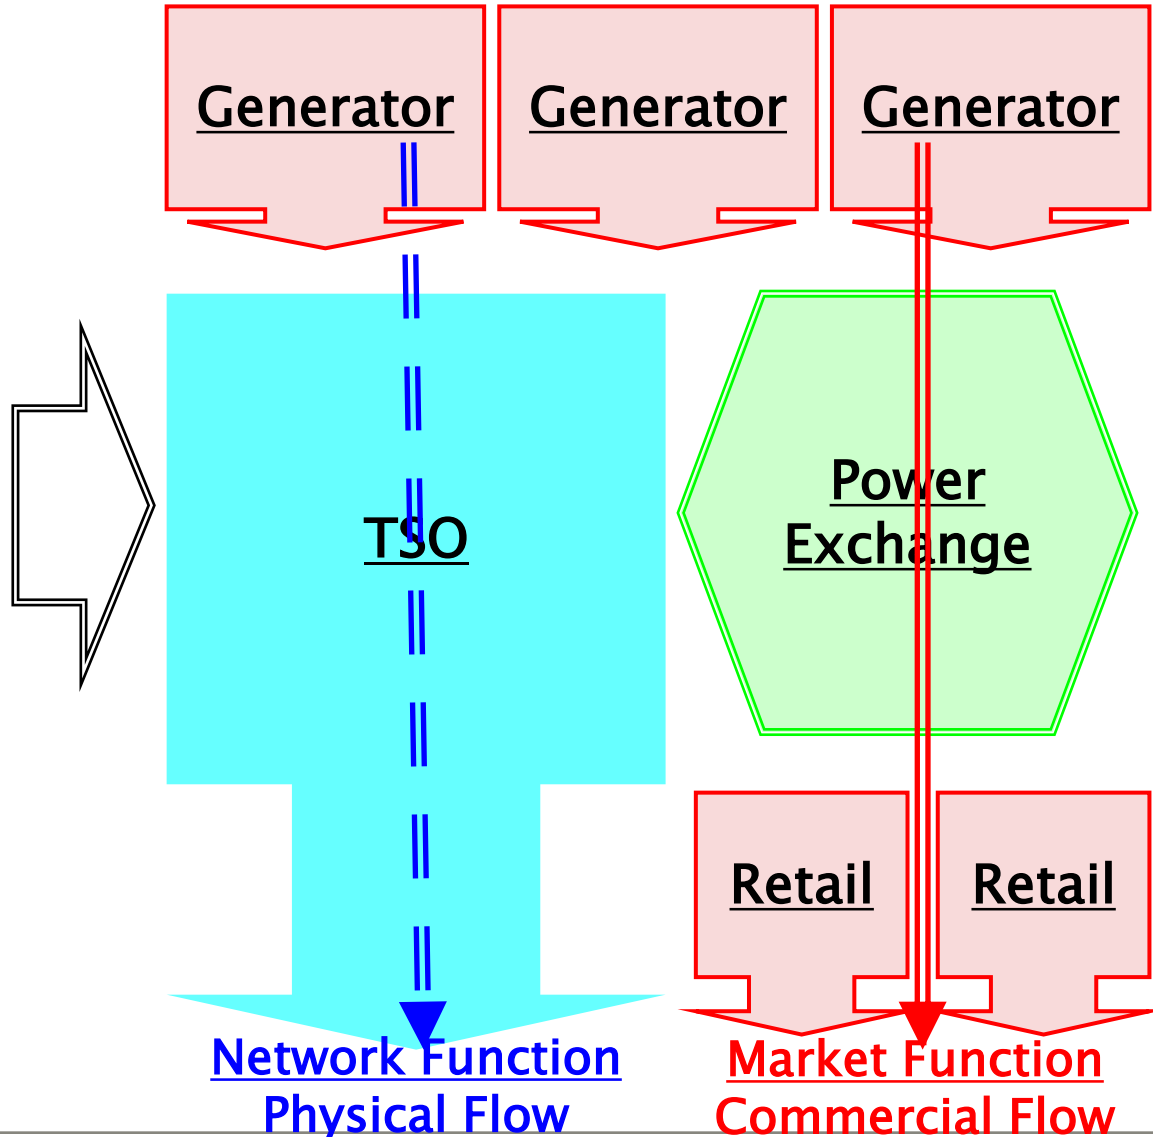 Generator
Generator
Generator
TSO
Power
Exchange
Retail
Retail
Network Function
Physical Flow
Market Function
Commercial Flow